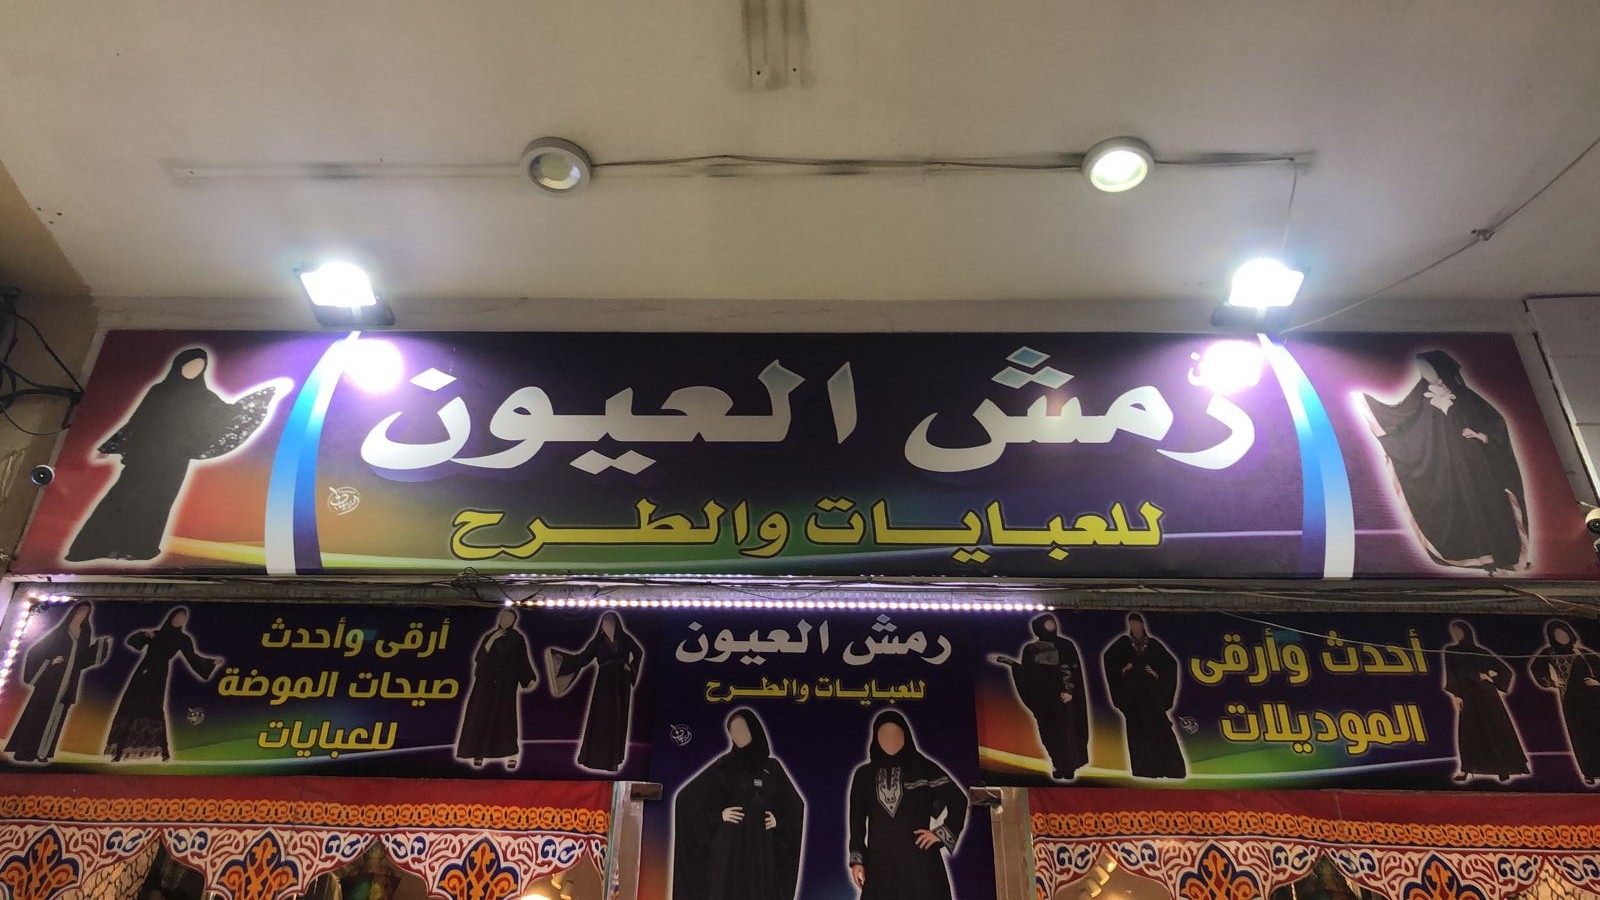 رمش العيون
للعبايات والطرح
أحدث وأرقى
الموديلات
رمش العيون
للعبايات والطرح
أرقى وأحدث
صيحات الموضة
للعبايات